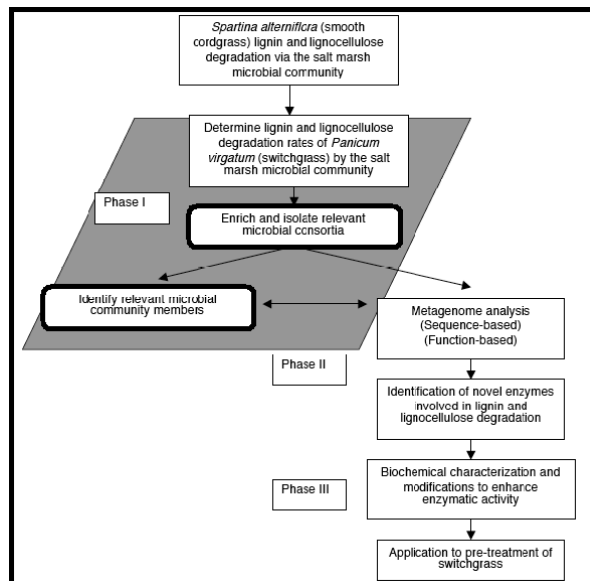 Spartina alterniflora (smooth
cordgrass) lignin and lignocellulose
degradation via the salt marsh
microbial community
Determine lignin and lignocellulose
degradation rates of Panicum
virgatum (switchgrass) by the salt
marsh microbial community
Phase I
Enrich and isolate relevant
microbial consortia
Identify relevant microbial
community members
Metagenome analysis
(Sequence-based)
(Function-based)
Phase II
Identification of novel enzymes
involved in lignin and
lignocellulose degradation
Biochemical characterization and
modifications to enhance
enzymatic activity
Phase III
Application to pre-treatment of
switchgrass